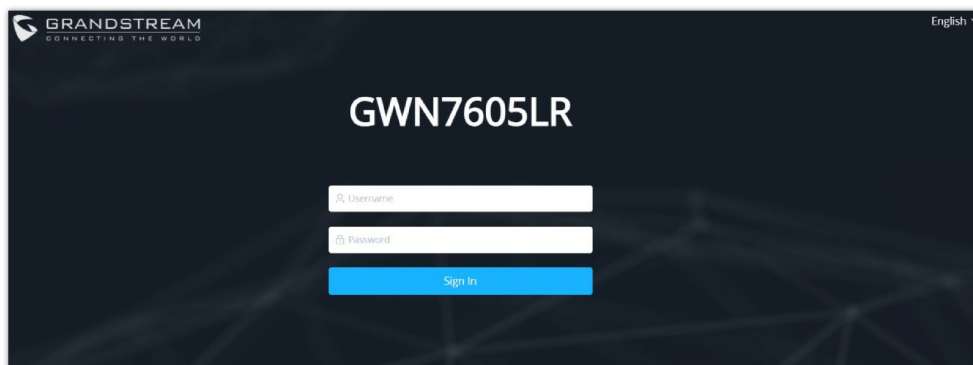 GRANDSTREAM
CONNECTING THE WORLD
English
GWN7605LR
Username
Password
Sign In